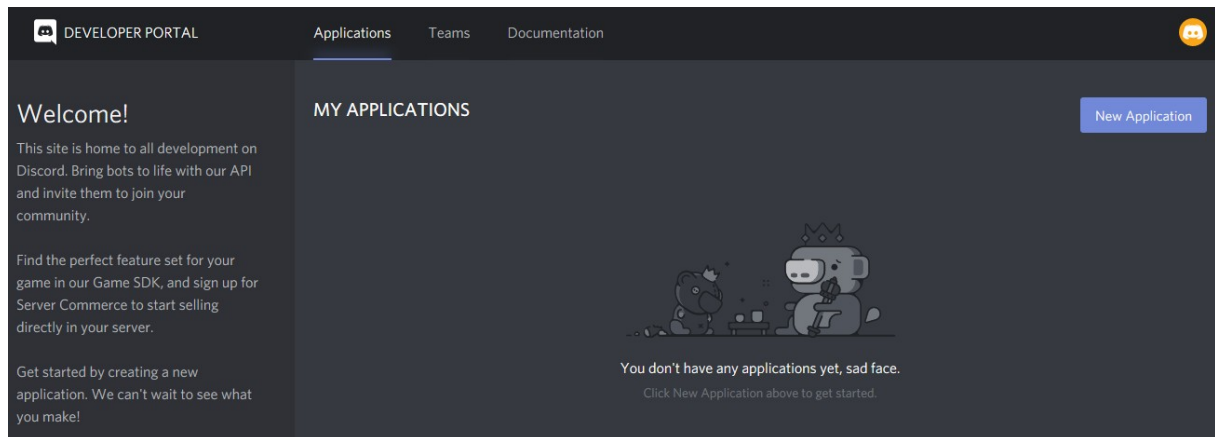 DEVELOPER PORTAL
Applications
Teams
Documentation
Welcome!
This site is home to all development on
Discord. Bring bots to life with our API
and invite them to join your
community.
Find the perfect feature set for your
game in our Game SDK, and sign up for
Server Commerce to start selling
directly in your server.
Get started by creating a new
application. We can't wait to see what
you make!
MY APPLICATIONS
New Application
You don't have any applications yet, sad face.
Click New Application above to get started.